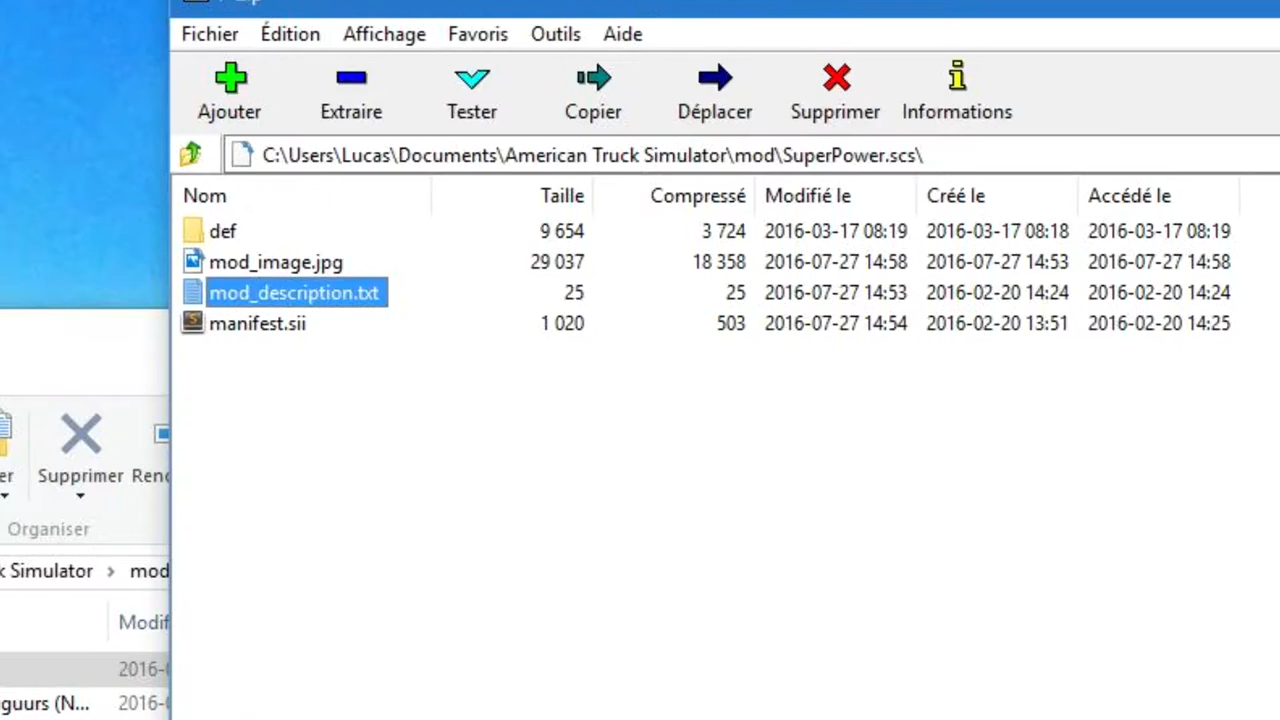 Fichier Édition Affichage Favoris Outils Aide
Ajouter Extraire Tester Copier Déplacer Supprimer Informations
C:\Users\Lucas\Documents\American Truck Simulator\mod\SuperPower.scs\
Nom Taille Compressé Modifié le Créé le Accédé le
def 9 654 3 724 2016-03-17 08:19 2016-03-17 08:18 2016-03-17 08:19
mod_image.jpg 29 037 18 358 2016-07-27 14:58 2016-07-27 14:53 2016-07-27 14:58
mod_description.txt 25 25 2016-07-27 14:53 2016-02-20 14:24 2016-02-20 14:24
manifest.sii 1 020 503 2016-07-27 14:54 2016-02-20 13:51 2016-02-20 14:25
er Supprimer Reno
Organiser
k Simulator > mod
Modif
2016-
guurs (N... 2016-